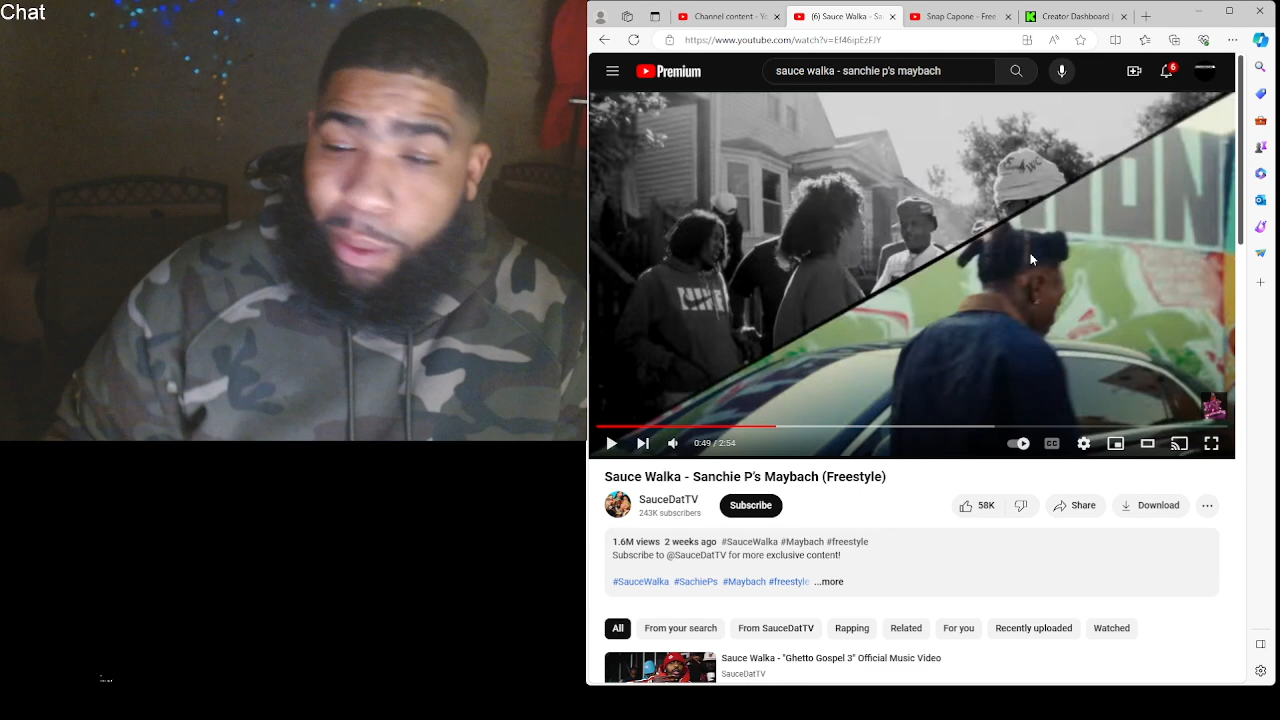 Chat
Channel content - Yo
(6) Sauce Walka - Sa
Snap Capone - Free
Creator Dashboard |
https://www.youtube.com/watch?v=Ef46ipEzFJY
Premium
sauce walka - sanchie p's maybach
6
ON
0:49 / 2:54
CC
Sauce Walka - Sanchie P's Maybach (Freestyle)
SauceDatTV
243K subscribers
Subscribe
58K
Share
Download
1.6M views 2 weeks ago #SauceWalka #Maybach #freestyle
Subscribe to @SauceDatTV for more exclusive content!
#SauceWalka #SachiePs #Maybach #freestyle ...more
All
From your search
From SauceDatTV
Rapping
Related
For you
Recently uploaded
Watched
Sauce Walka - "Ghetto Gospel 3" Official Music Video
SauceDatTV